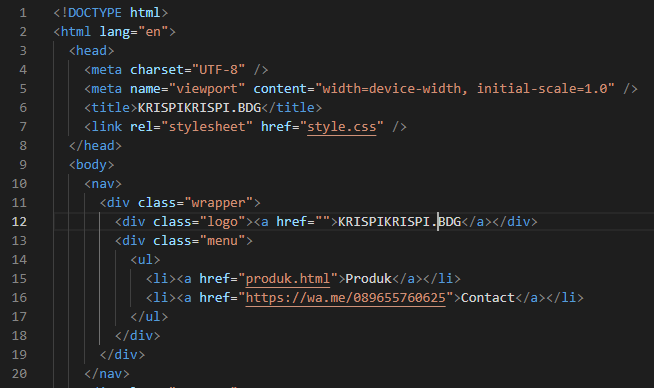 1 <!DOCTYPE html>
2 <html lang="en">
3 <head>
4 <meta charset="UTF-8" />
5 <meta name="viewport" content="width=device-width, initial-scale=1.0" />
6 <title>KRISPIKRISPI.BDG</title>
7 <link rel="stylesheet" href="style.css" />
8 </head>
9 <body>
10 <nav>
11 <div class="wrapper">
12 <div class="logo"><a href="">KRISPIKRISPI.BDG</a></div>
13 <div class="menu">
14 <ul>
15 <li><a href="produk.html">Produk</a></li>
16 <li><a href="https://wa.me/089655760625">Contact</a></li>
17 </ul>
18 </div>
19 </div>
20 </nav>